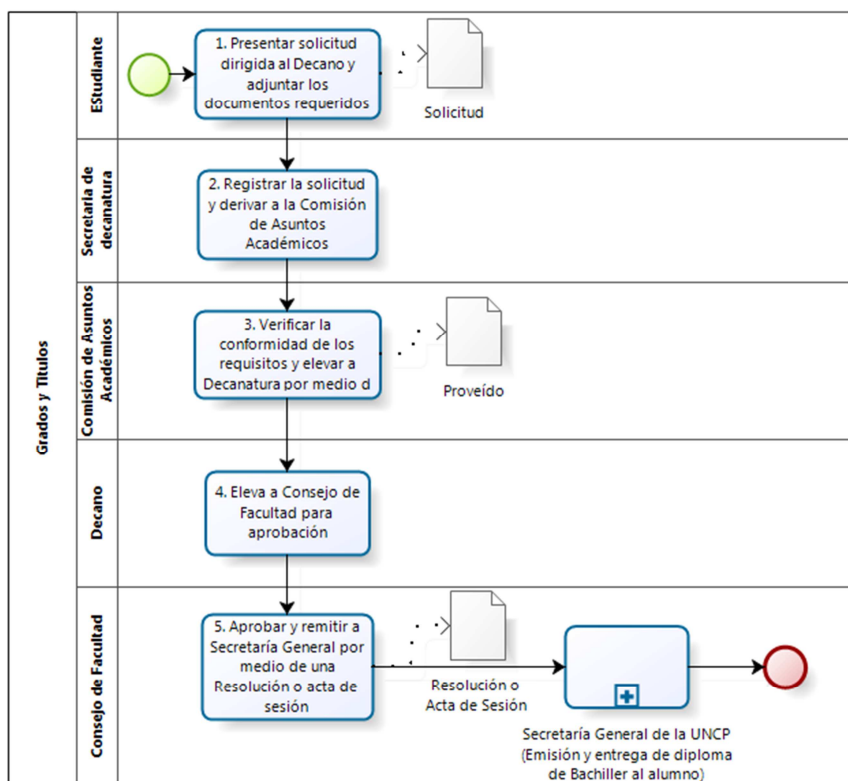 Grados y Títulos
EStudiante
1. Presentar solicitud
dirigida al Decano y
adjuntar los
documentos requeridos
Solicitud
Secretaria de
decanatura
2. Registrar la solicitud
y derivar a la Comisión
de Asuntos
Académicos
Comisión de Asuntos
Académicos
3. Verificar la
conformidad de los
requisitos y elevar a
Decanatura por medio d
Proveído
Decano
4. Eleva a Consejo de
Facultad para
aprobación
Consejo de Facultad
5. Aprobar y remitir a
Secretaría General por
medio de una
Resolución o acta de
sesión
Resolución o
Acta de Sesión
Secretaría General de la UNCP
(Emisión y entrega de diploma
de Bachiller al alumno)